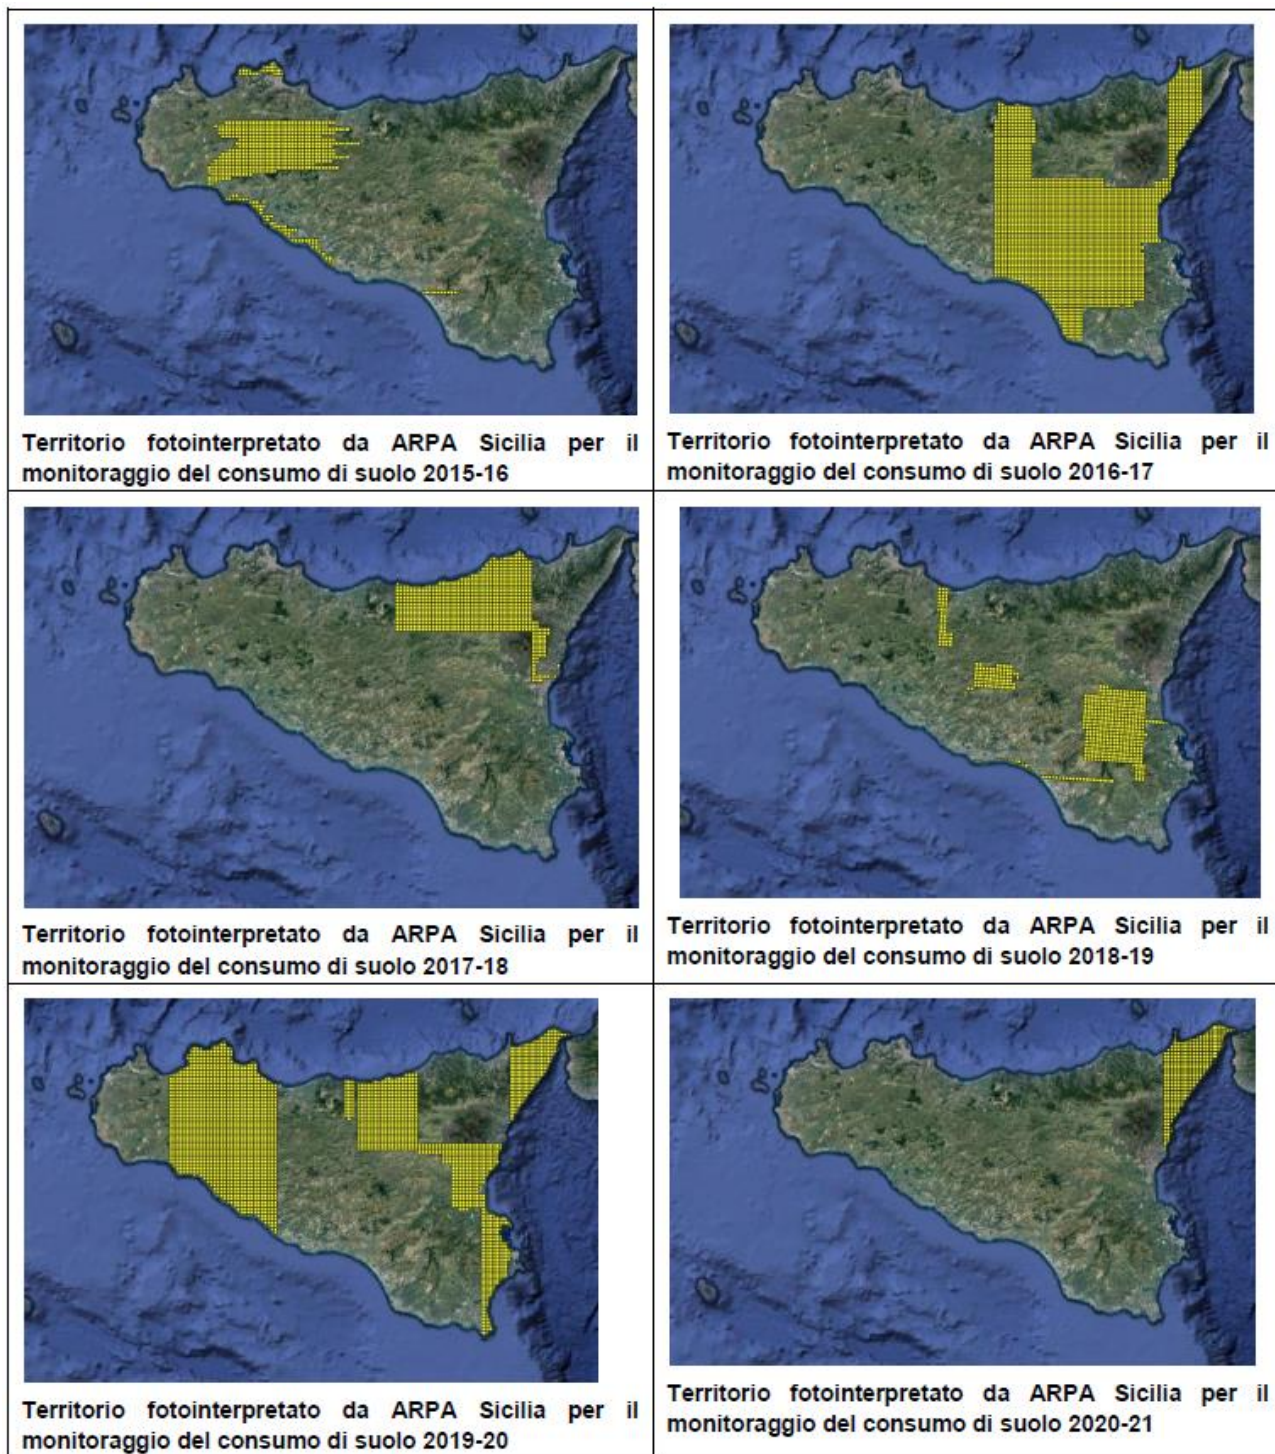 Territorio fotointerpretato da ARPA Sicilia per il
monitoraggio del consumo di suolo 2015-16
Territorio fotointerpretato da ARPA Sicilia per il
monitoraggio del consumo di suolo 2016-17
Territorio fotointerpretato da ARPA Sicilia per il
monitoraggio del consumo di suolo 2017-18
Territorio fotointerpretato da ARPA Sicilia per il
monitoraggio del consumo di suolo 2018-19
Territorio fotointerpretato da ARPA Sicilia per il
monitoraggio del consumo di suolo 2019-20
Territorio fotointerpretato da ARPA Sicilia per il
monitoraggio del consumo di suolo 2020-21